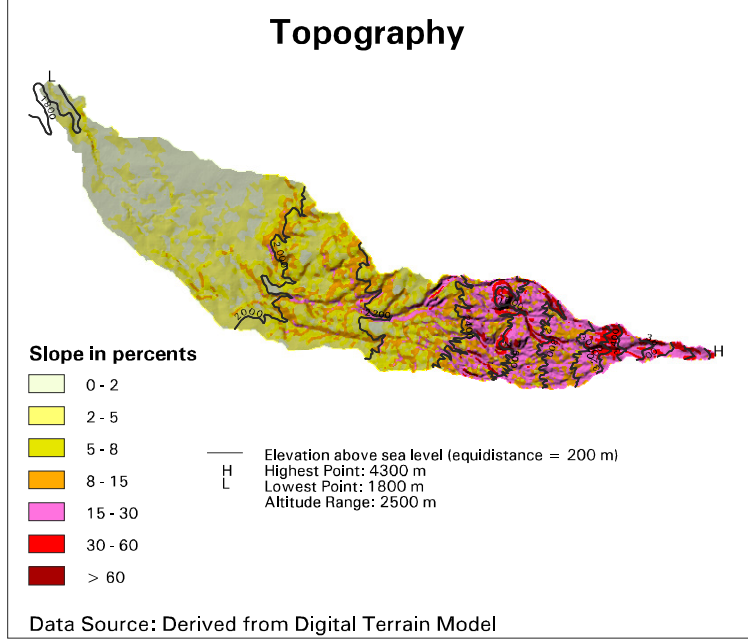 Topography
L
1800
2000
2000
2200
H
Slope in percents
0 - 2
2 - 5
5 - 8
8 - 15
15 - 30
30 - 60
> 60
Elevation above sea level (equidistance = 200 m)
H Highest Point: 4300 m
L Lowest Point: 1800 m
Altitude Range: 2500 m
Data Source: Derived from Digital Terrain Model